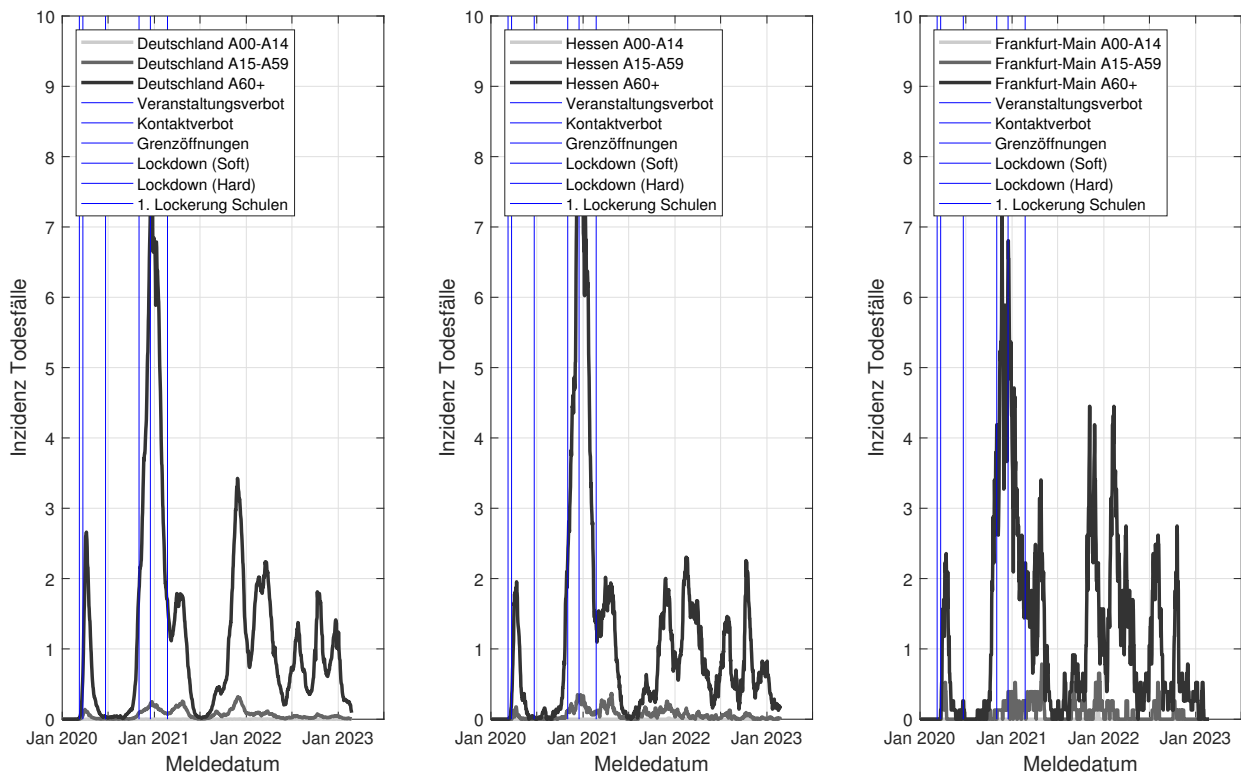 10
9
8
7
6
5
4
3
2
1
0
Inzidenz Todesfälle
Deutschland A00-A14
Deutschland A15-A59
Deutschland A60+
Veranstaltungsverbot
Kontaktverbot
Grenzöffnungen
Lockdown (Soft)
Lockdown (Hard)
1. Lockerung Schulen
Jan 2020 Jan 2021 Jan 2022 Jan 2023
Meldedatum
10
9
8
7
6
5
4
3
2
1
0
Inzidenz Todesfälle
Hessen A00-A14
Hessen A15-A59
Hessen A60+
Veranstaltungsverbot
Kontaktverbot
Grenzöffnungen
Lockdown (Soft)
Lockdown (Hard)
1. Lockerung Schulen
Jan 2020 Jan 2021 Jan 2022 Jan 2023
Meldedatum
10
9
8
7
6
5
4
3
2
1
0
Inzidenz Todesfälle
Frankfurt-Main A00-A14
Frankfurt-Main A15-A59
Frankfurt-Main A60+
Veranstaltungsverbot
Kontaktverbot
Grenzöffnungen
Lockdown (Soft)
Lockdown (Hard)
1. Lockerung Schulen
Jan 2020 Jan 2021 Jan 2022 Jan 2023
Meldedatum